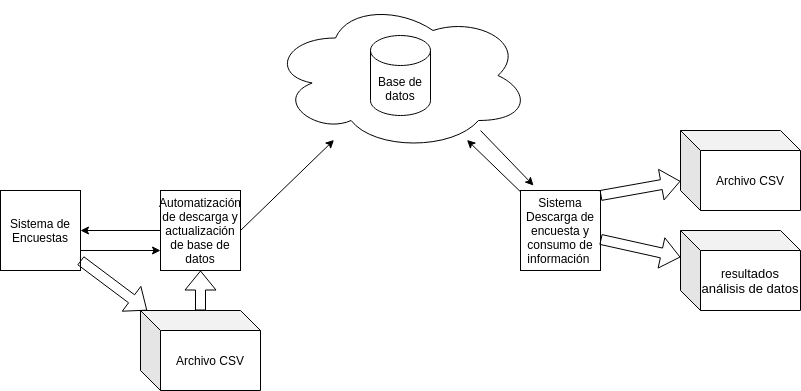 Base de
datos
Sistema de
Encuestas
Automatización
de descarga y
actualización
de base de
datos
Sistema
Descarga de
encuesta y
consumo de
información
Archivo CSV
resultados
análisis de datos
Archivo CSV